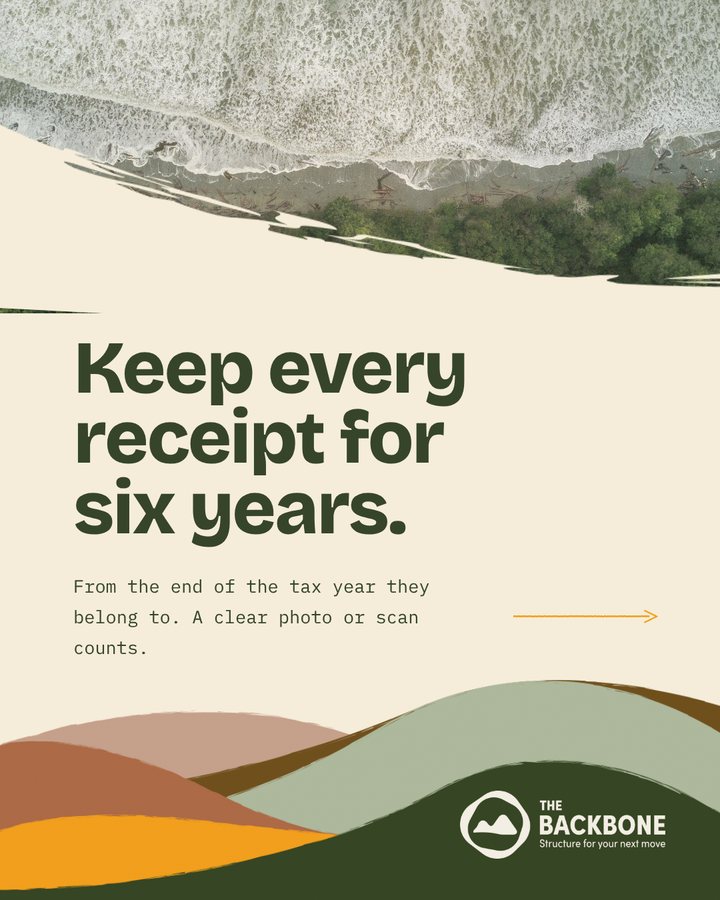 Keep every
receipt for
six years.
From the end of the tax year they
belong to. A clear photo or scan
counts.
THE
BACKBONE
Structure for your next move